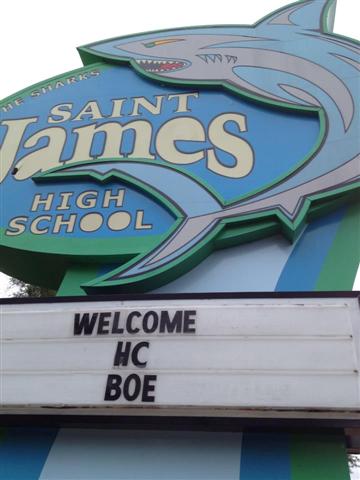 THE SHARKS
SAINT
James
HIGH
SCHOOL
WELCOME
HC
BOE